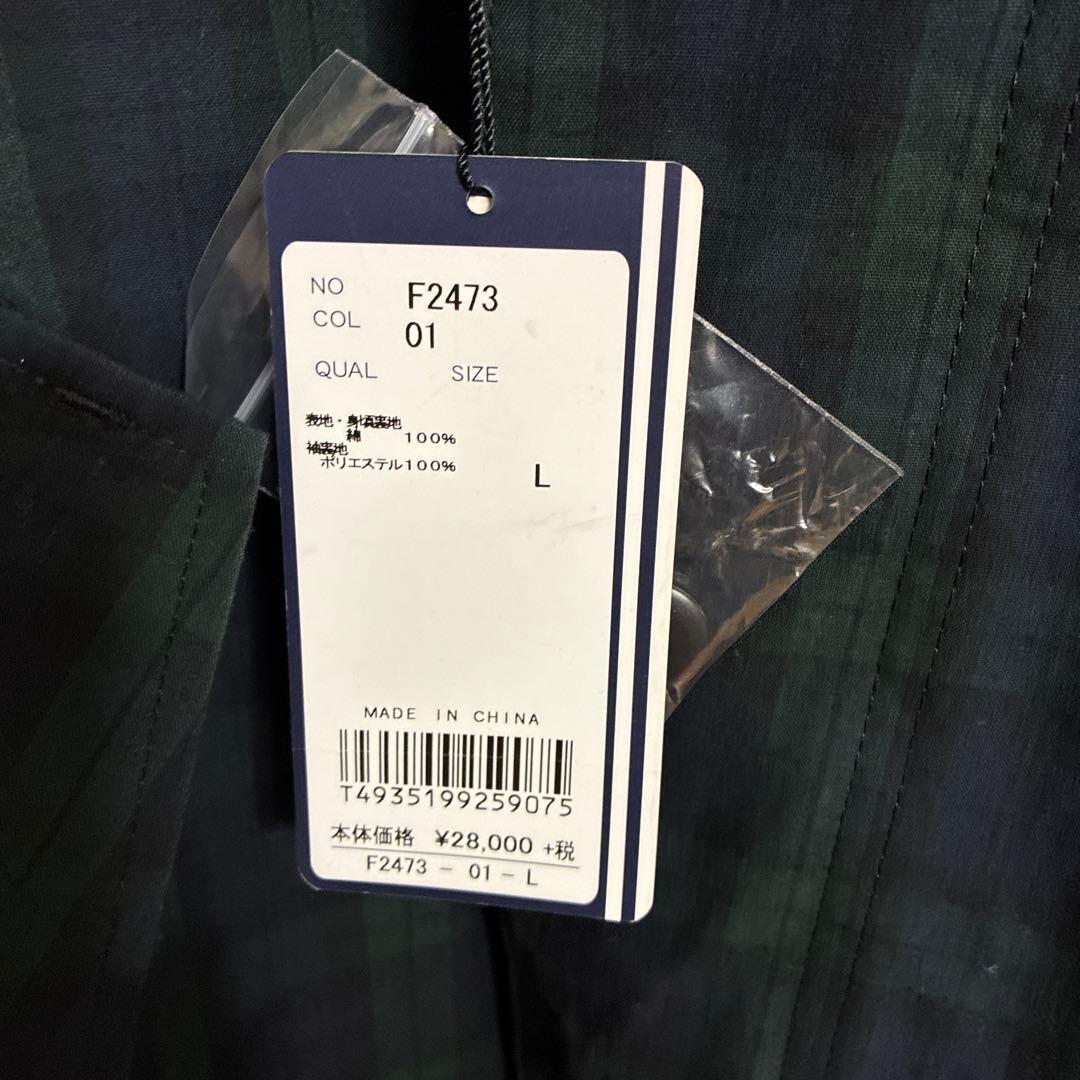 NO F2473
COL 01
QUAL SIZE
表地・身頃裏地
綿 100%
袖裏地
ポリエステル100%
L
MADE IN CHINA
T4935199259075
本体価格 ¥28,000 +税
F2473 - 01 - L